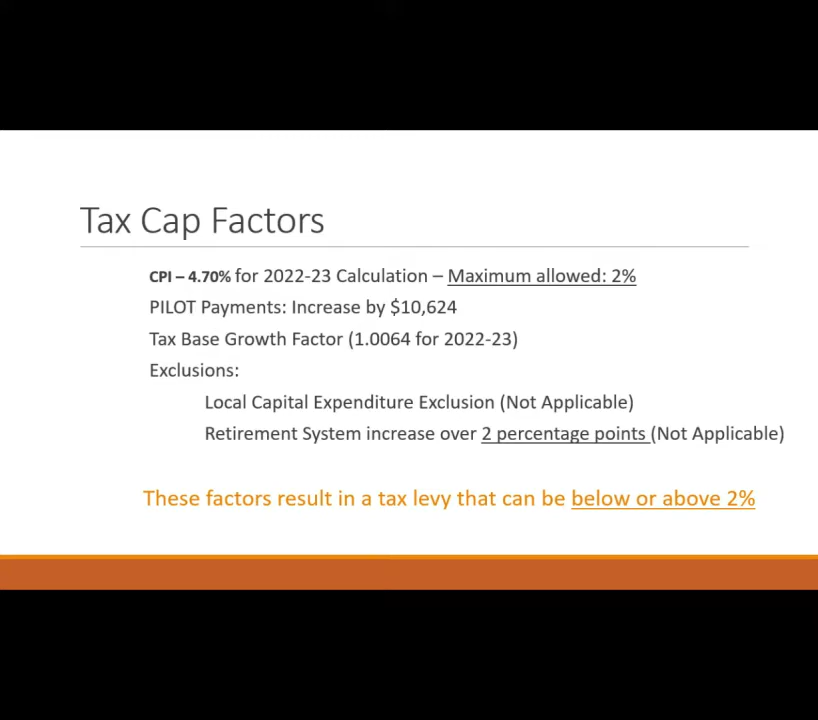 Tax Cap Factors
CPI – 4.70% for 2022-23 Calculation – Maximum allowed: 2%
PILOT Payments: Increase by $10,624
Tax Base Growth Factor (1.0064 for 2022-23)
Exclusions:
Local Capital Expenditure Exclusion (Not Applicable)
Retirement System increase over 2 percentage points (Not Applicable)
These factors result in a tax levy that can be below or above 2%